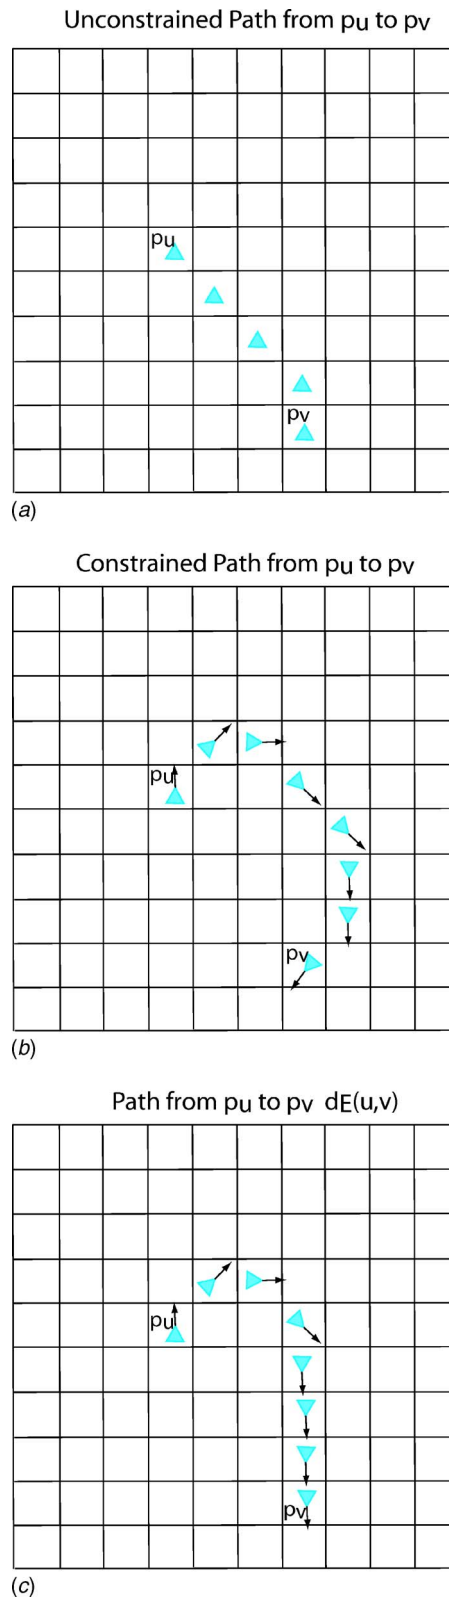 Unconstrained Path from pu to pv
pu
pv
(a)
Constrained Path from pu to pv
pu
pv
(b)
Path from pu to pv dE(u,v)
pu
pv
(c)